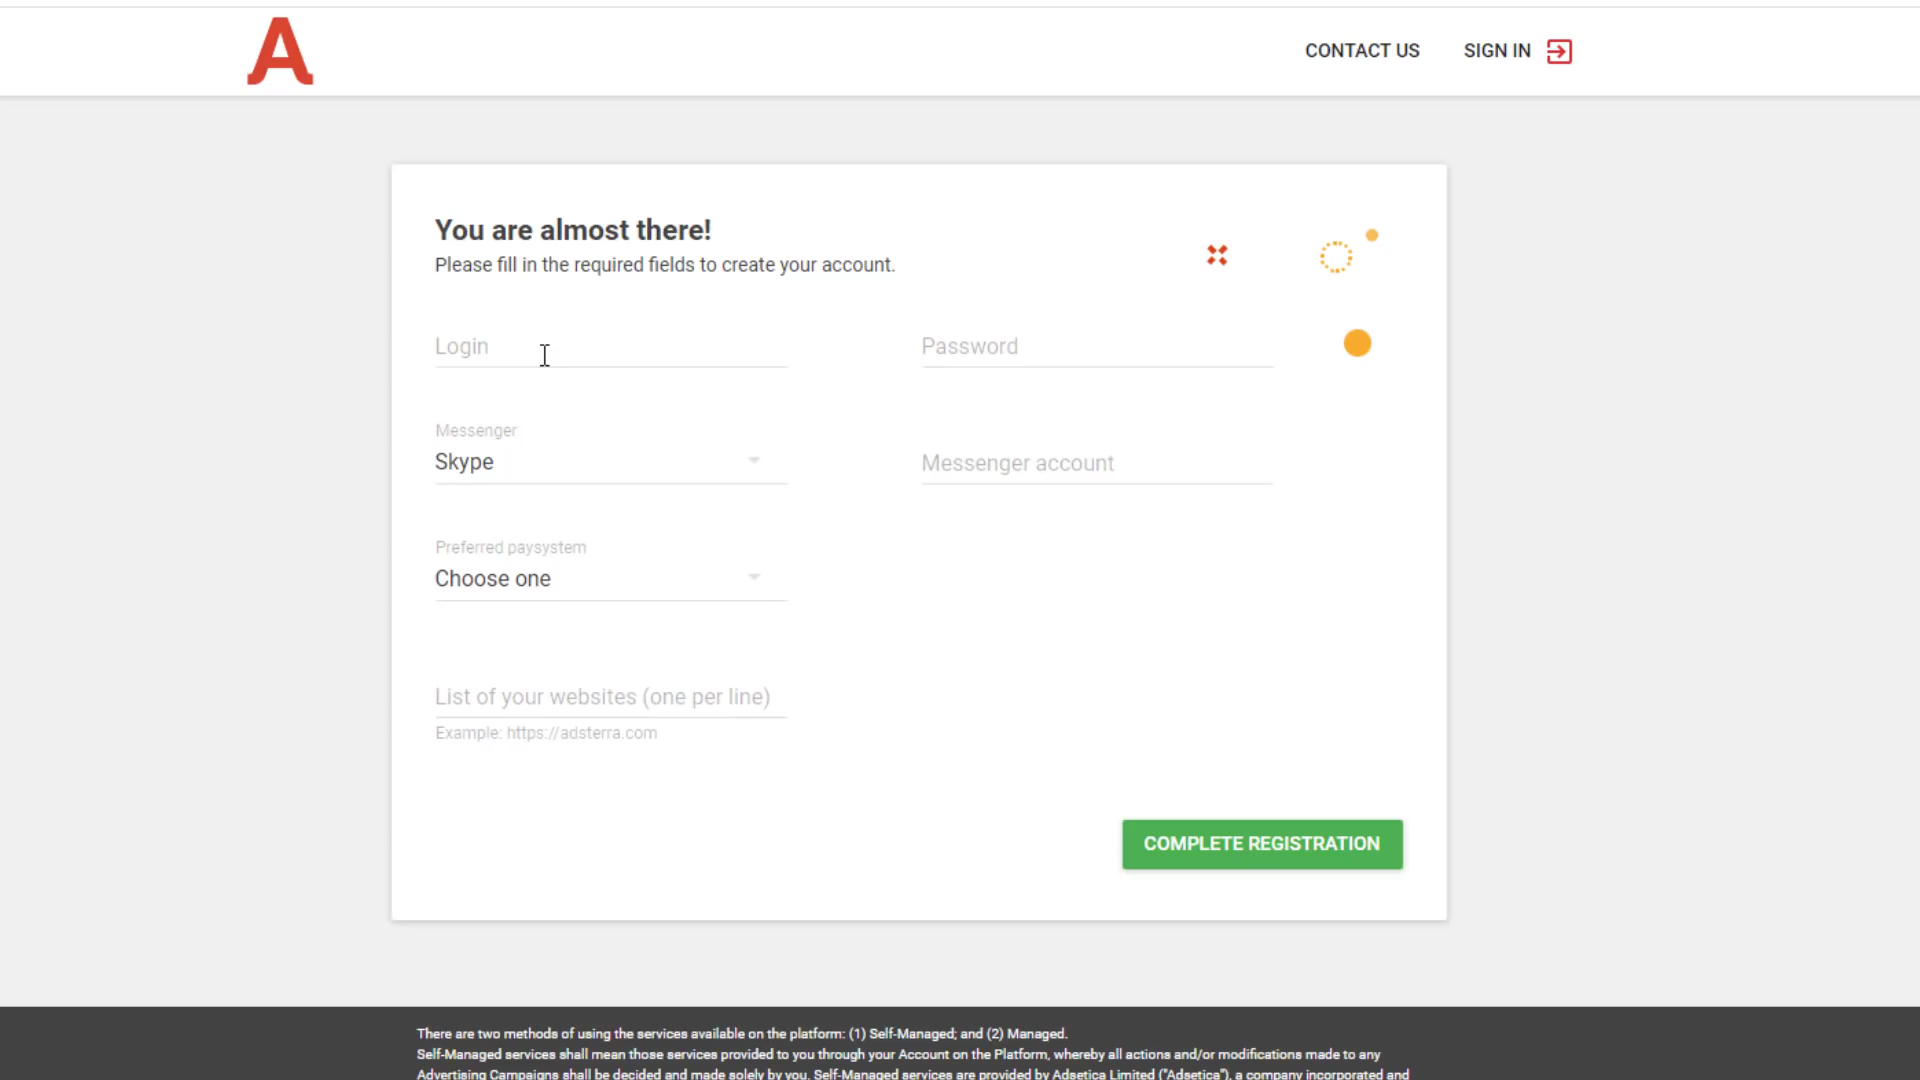 A
CONTACT US
SIGN IN
You are almost there!
Please fill in the required fields to create your account.
Login
Password
Messenger
Skype
Messenger account
Preferred paysystem
Choose one
List of your websites (one per line)
Example: https://adsterra.com
COMPLETE REGISTRATION
There are two methods of using the services available on the platform: (1) Self-Managed; and (2) Managed.
Self-Managed services shall mean those services provided to you through your Account on the Platform, whereby all actions and/or modifications made to any
Advertising Campaigns shall be decided and made solely by you. Self-Managed services are provided by Adsetica Limited ("Adsetica"), a company incorporated and